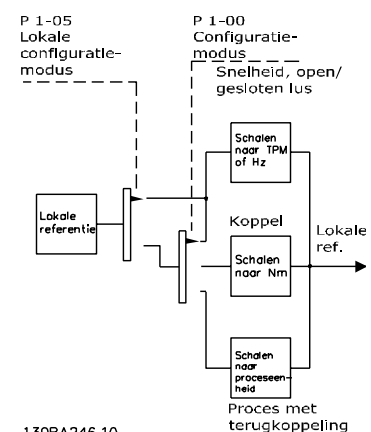 P 1-05
Lokale
configuratie-
modus
P 1-00
Configuratie-
modus
Snelheid, open/
gesloten lus
Schalen
naar TPM
of Hz
Lokale
referentie
Koppel
Schalen
naar Nm
Lokale
ref.
Schalen
naar
proceseen-
heid
Proces met
terugkoppeling
130BA246.10